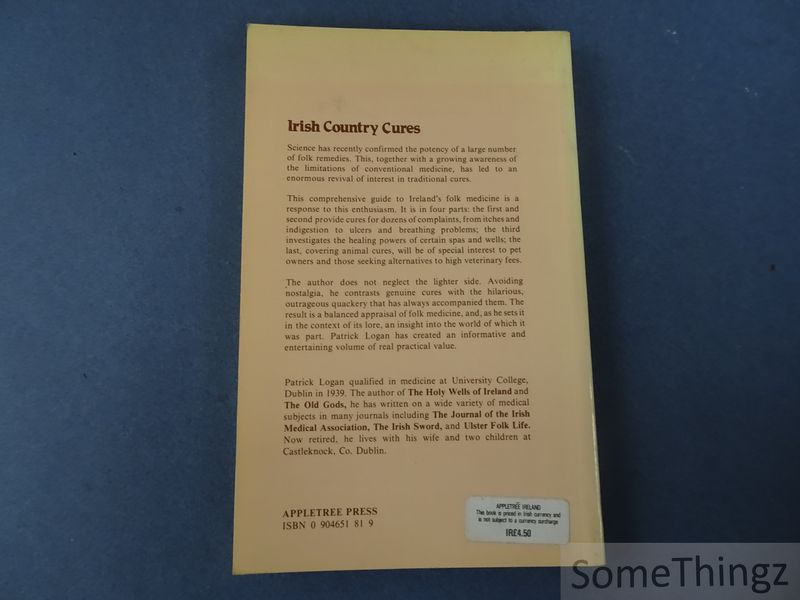 Irish Country Cures
Science has recently confirmed the potency of a large number
of folk remedies. This, together with a growing awareness of
the limitations of conventional medicine, has led to an
enormous revival of interest in traditional cures.
This comprehensive guide to Ireland's folk medicine is a
response to this enthusiasm. It is in four parts: the first and
second provide cures for dozens of complaints, from itches and
indigestion to ulcers and breathing problems; the third
investigates the healing powers of certain spas and wells; the
last, covering animal cures, will be of special interest to pet
owners and those seeking alternatives to high veterinary fees.
The author does not neglect the lighter side. Avoiding
nostalgia, he contrasts genuine cures with the hilarious,
outrageous quackery that has always accompanied them. The
result is a balanced appraisal of folk medicine, and, as he sets it
in the context of its lore, an insight into the world of which it
was part. Patrick Logan has created an informative and
entertaining volume of real practical value.
Patrick Logan qualified in medicine at University College,
Dublin in 1939. The author of The Holy Wells of Ireland and
The Old Gods, he has written on a wide variety of medical
subjects in many journals including The Journal of the Irish
Medical Association, The Irish Sword, and Ulster Folk Life.
Now retired, he lives with his wife and two children at
Castleknock, Co. Dublin.
APPLETREE PRESS
ISBN 0 904651 81 9
APPLETREE IRELAND
This book is priced in Irish currency and
is not subject to a currency surcharge
IR£4.50
SomeThingz